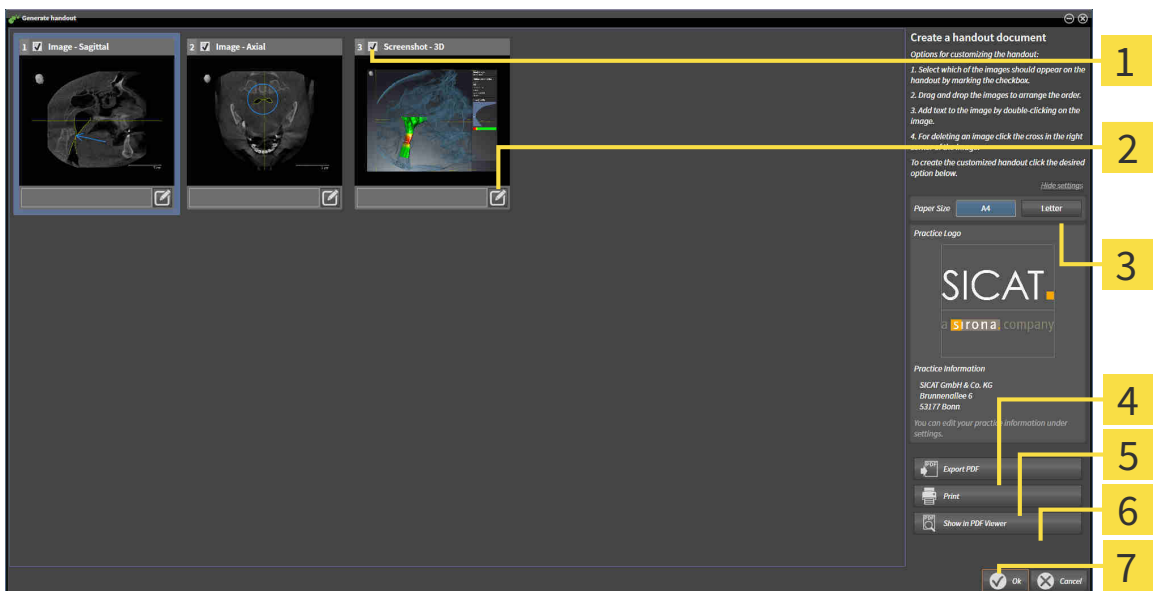 Generate handout
1 Image - Sagittal
2 Image - Axial
3 Screenshot - 3D
Create a handout document
Options for customizing the handout:
1. Select which of the images should appear on the
handout by marking the checkbox.
2. Drag and drop the images to arrange the order.
3. Add text to the image by double-clicking on the
image.
4. For deleting an image click the cross in the right
of the image.
To create the customized handout click the desired
option below.
Hide settings
Paper Size A4 Letter
Practice Logo
SICAT.
a sirona. company
Practice Information
SICAT GmbH & Co. KG
Brunnenallee 6
53177 Bonn
You can edit your practice information under
settings.
PDF Export PDF
Print
PDF Show in PDF Viewer
Ok Cancel
1
2
3
4
5
6
7